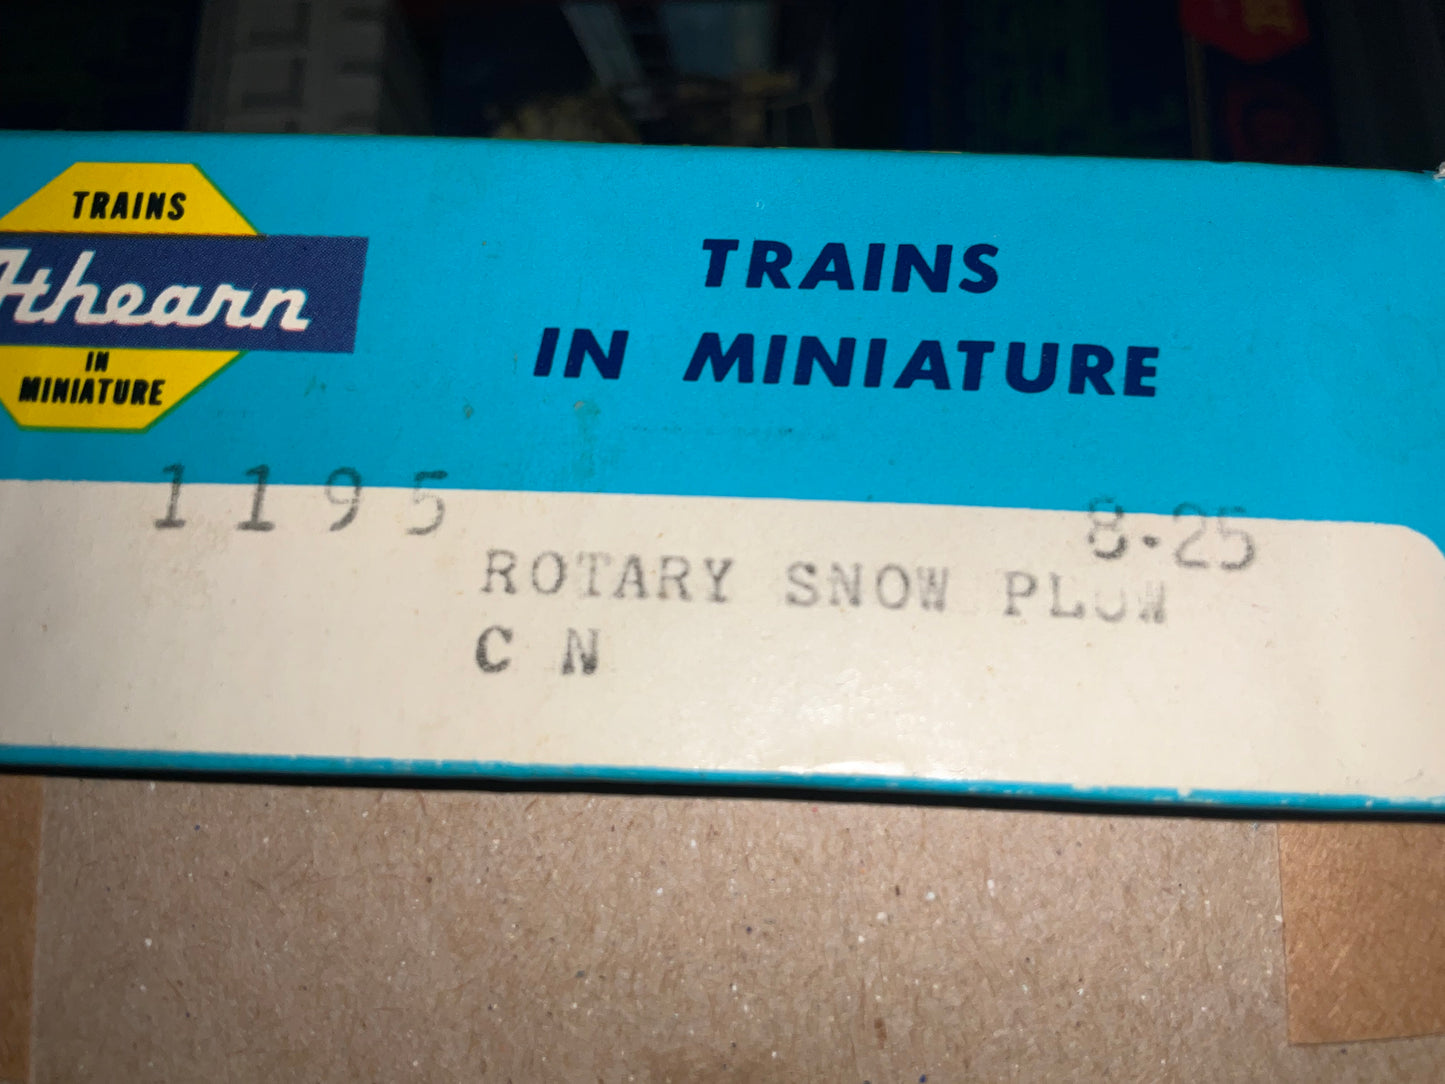 TRAINS
Athearn
IN
MINIATURE
TRAINS
IN MINIATURE
1195
8.25
ROTARY SNOW PLOW
C N